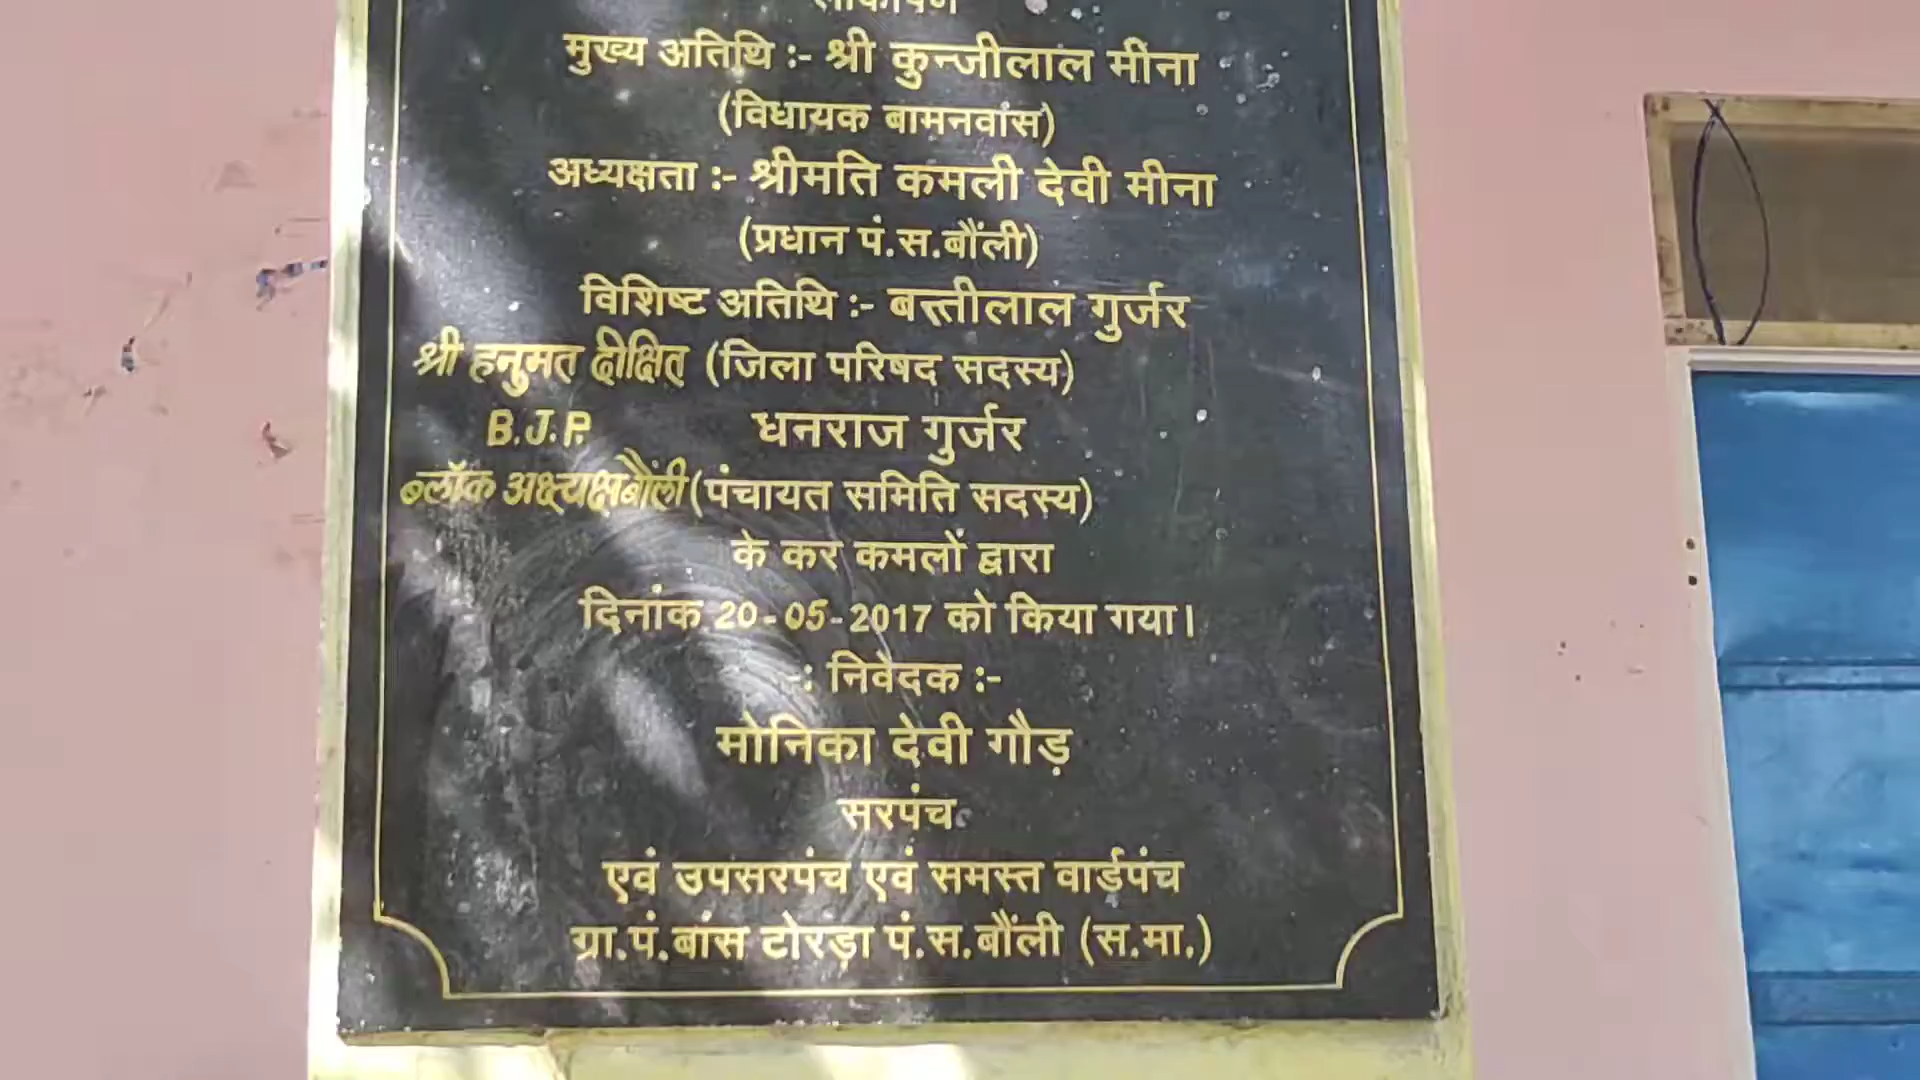 लोकार्पण
मुख्य अतिथि :- श्री कुन्जीलाल मीना
(विधायक बामनवांस)
अध्यक्षता :- श्रीमति कमली देवी मीना
(प्रधान पं.स.बौंली)
विशिष्ट अतिथि :- बत्तीलाल गुर्जर
श्री हनुमत दीक्षित (जिला परिषद सदस्य)
B.J.P. धनराज गुर्जर
ब्लॉक अध्यक्ष बौंली (पंचायत समिति सदस्य)
के कर कमलों द्वारा
दिनांक 20-05-2017 को किया गया।
-: निवेदक :-
मोनिका देवी गौड़
सरपंच
एवं उपसरपंच एवं समस्त वार्डपंच
ग्रा.पं.बांस टोरड़ा पं.स.बौंली (स.मा.)